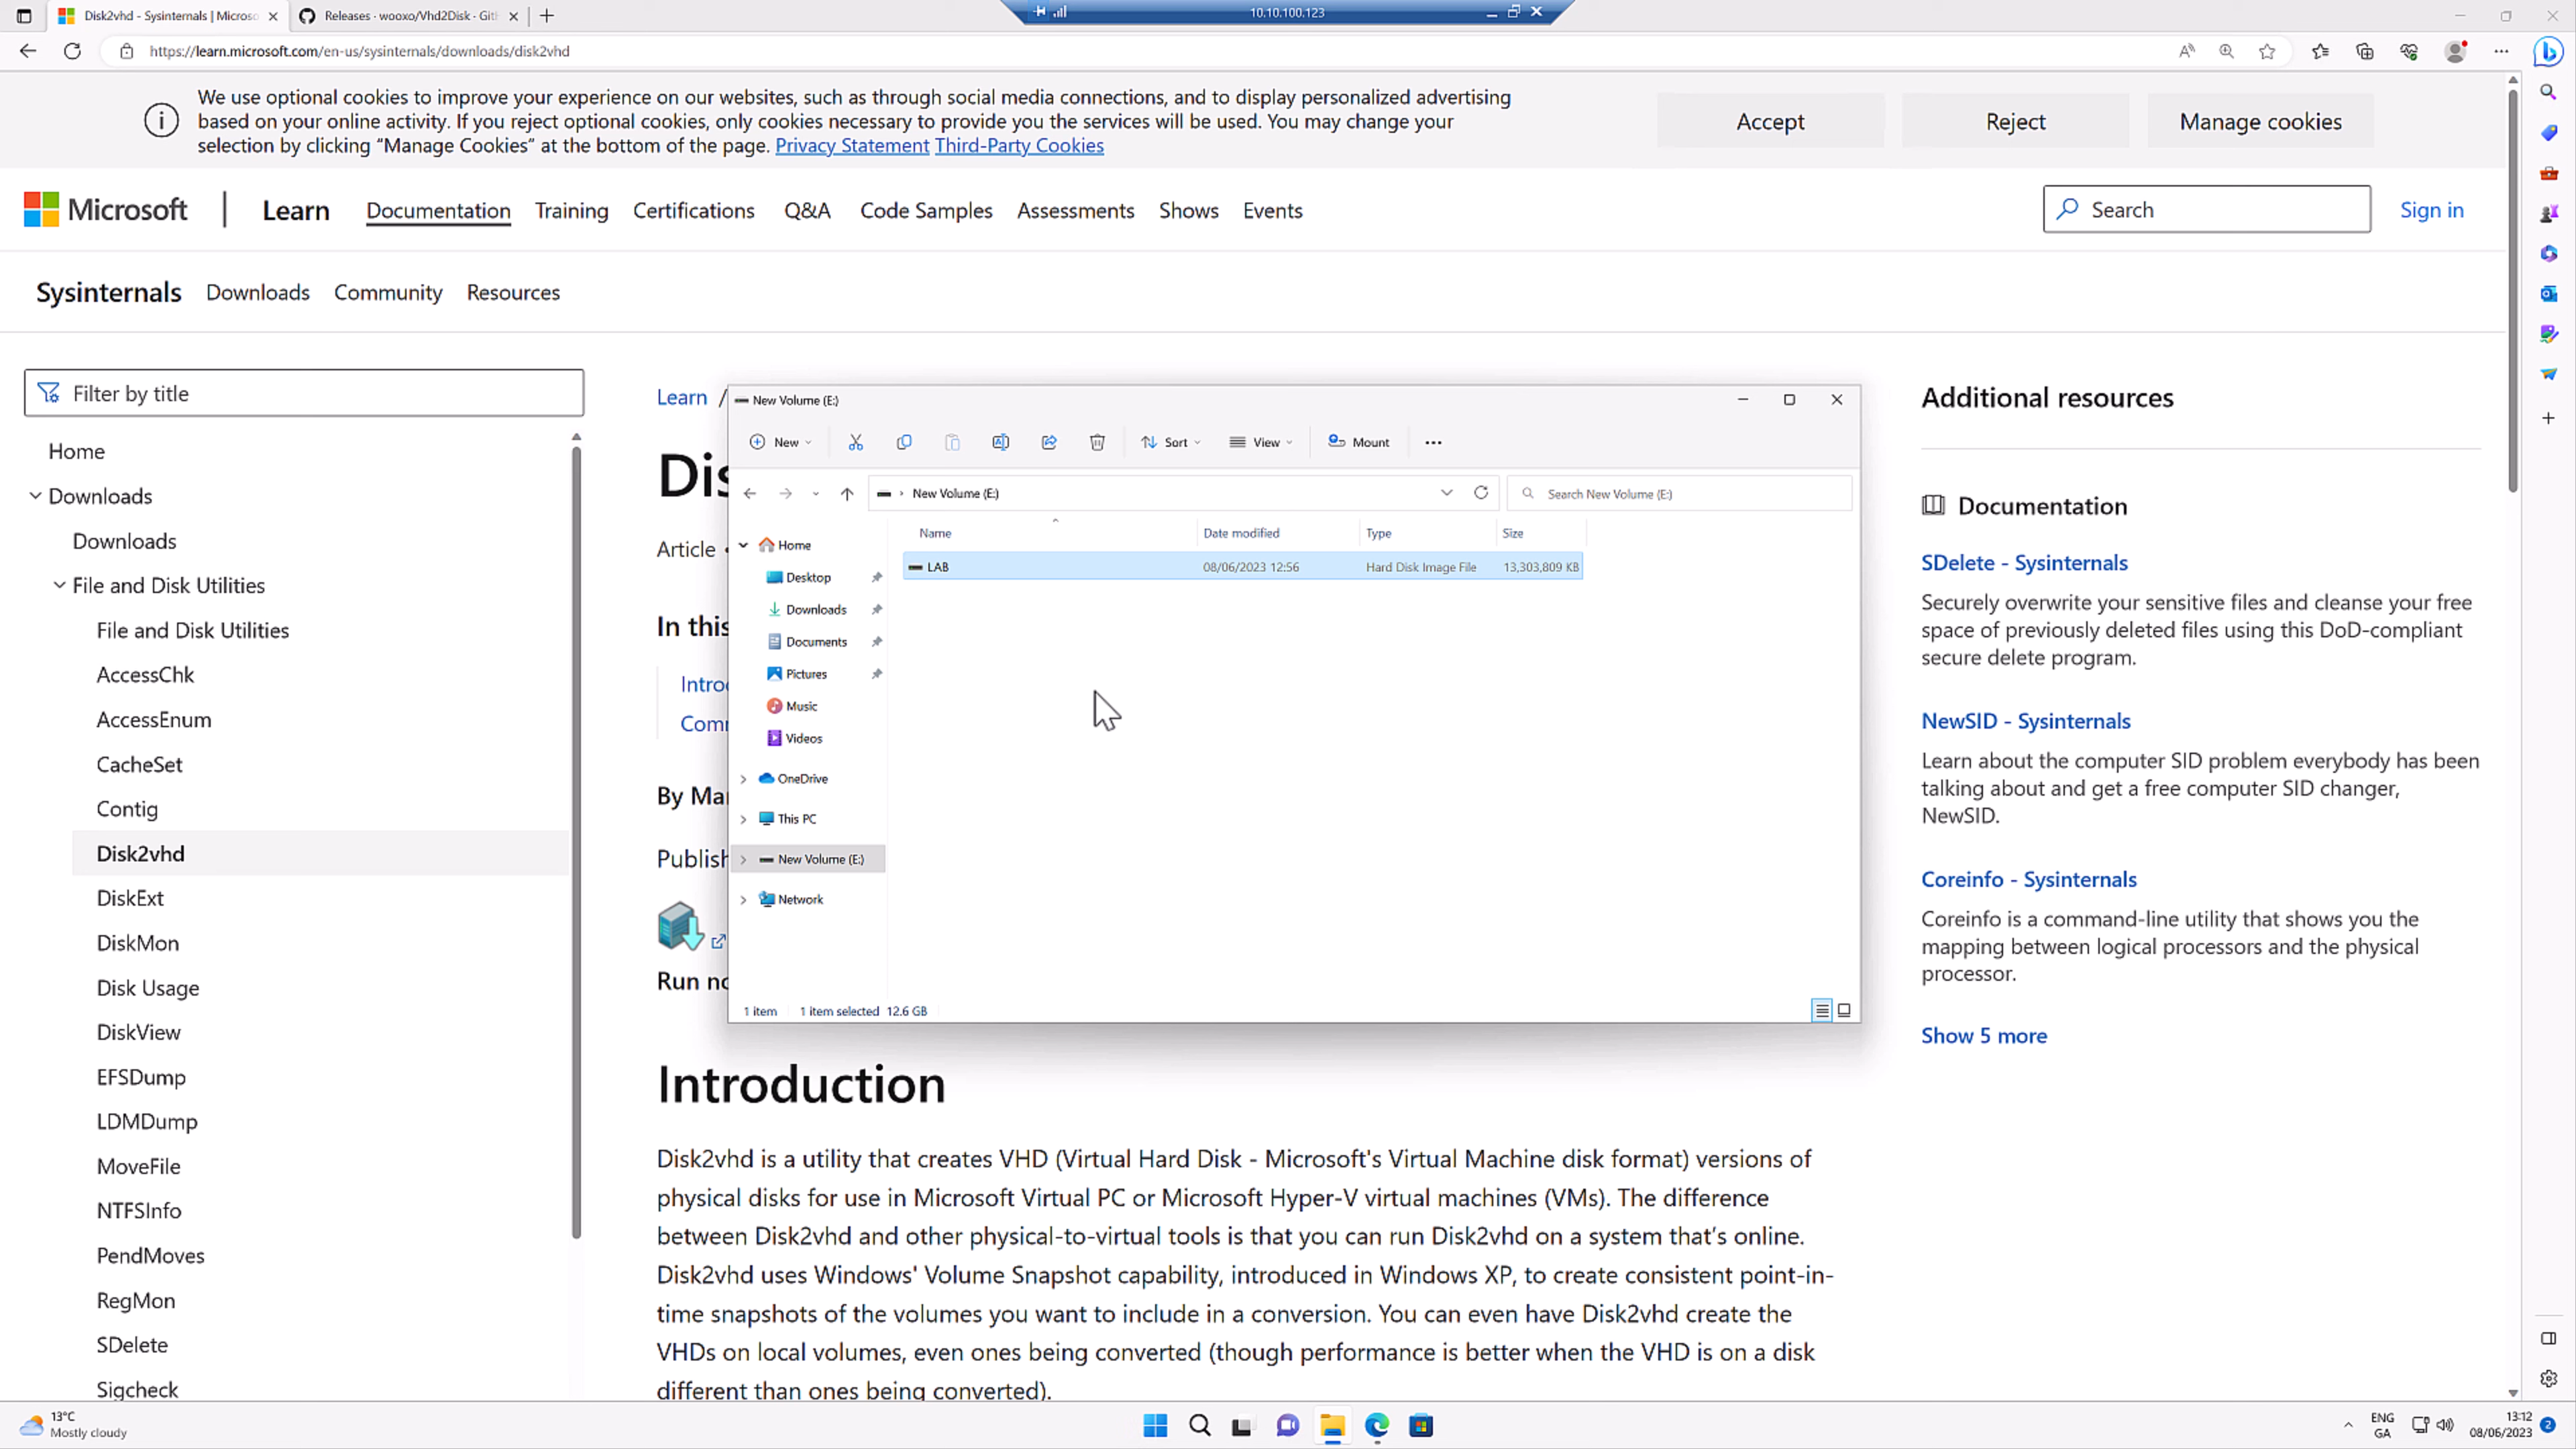 Disk2vhd - Sysinternals | Microso
Releases · wooxo/Vhd2Disk · Gith
10.10.100.123
https://learn.microsoft.com/en-us/sysinternals/downloads/disk2vhd
We use optional cookies to improve your experience on our websites, such as through social media connections, and to display personalized advertising
based on your online activity. If you reject optional cookies, only cookies necessary to provide you the services will be used. You may change your
selection by clicking “Manage Cookies” at the bottom of the page. Privacy Statement Third-Party Cookies
Accept
Reject
Manage cookies
Microsoft
Learn
Documentation
Training
Certifications
Q&A
Code Samples
Assessments
Shows
Events
Search
Sign in
Sysinternals
Downloads
Community
Resources
Filter by title
Home
Downloads
Downloads
File and Disk Utilities
File and Disk Utilities
AccessChk
AccessEnum
CacheSet
Contig
Disk2vhd
DiskExt
DiskMon
Disk Usage
DiskView
EFSDump
LDMDump
MoveFile
NTFSInfo
PendMoves
RegMon
SDelete
Sigcheck
Learn /
Dis
Article •
In this
Introd
Comm
By Mar
Publish
Run no
New Volume (E:)
New
Sort
View
Mount
New Volume (E:)
Search New Volume (E:)
Home
Desktop
Downloads
Documents
Pictures
Music
Videos
OneDrive
This PC
New Volume (E:)
Network
Name
Date modified
Type
Size
LAB
08/06/2023 12:56
Hard Disk Image File
13,303,809 KB
1 item
1 item selected 12.6 GB
Introduction
Disk2vhd is a utility that creates VHD (Virtual Hard Disk - Microsoft's Virtual Machine disk format) versions of
physical disks for use in Microsoft Virtual PC or Microsoft Hyper-V virtual machines (VMs). The difference
between Disk2vhd and other physical-to-virtual tools is that you can run Disk2vhd on a system that’s online.
Disk2vhd uses Windows' Volume Snapshot capability, introduced in Windows XP, to create consistent point-in-
time snapshots of the volumes you want to include in a conversion. You can even have Disk2vhd create the
VHDs on local volumes, even ones being converted (though performance is better when the VHD is on a disk
different than ones being converted).
Additional resources
Documentation
SDelete - Sysinternals
Securely overwrite your sensitive files and cleanse your free
space of previously deleted files using this DoD-compliant
secure delete program.
NewSID - Sysinternals
Learn about the computer SID problem everybody has been
talking about and get a free computer SID changer,
NewSID.
Coreinfo - Sysinternals
Coreinfo is a command-line utility that shows you the
mapping between logical processors and the physical
processor.
Show 5 more
13°C
Mostly cloudy
ENG
GA
13:12
08/06/2023
2